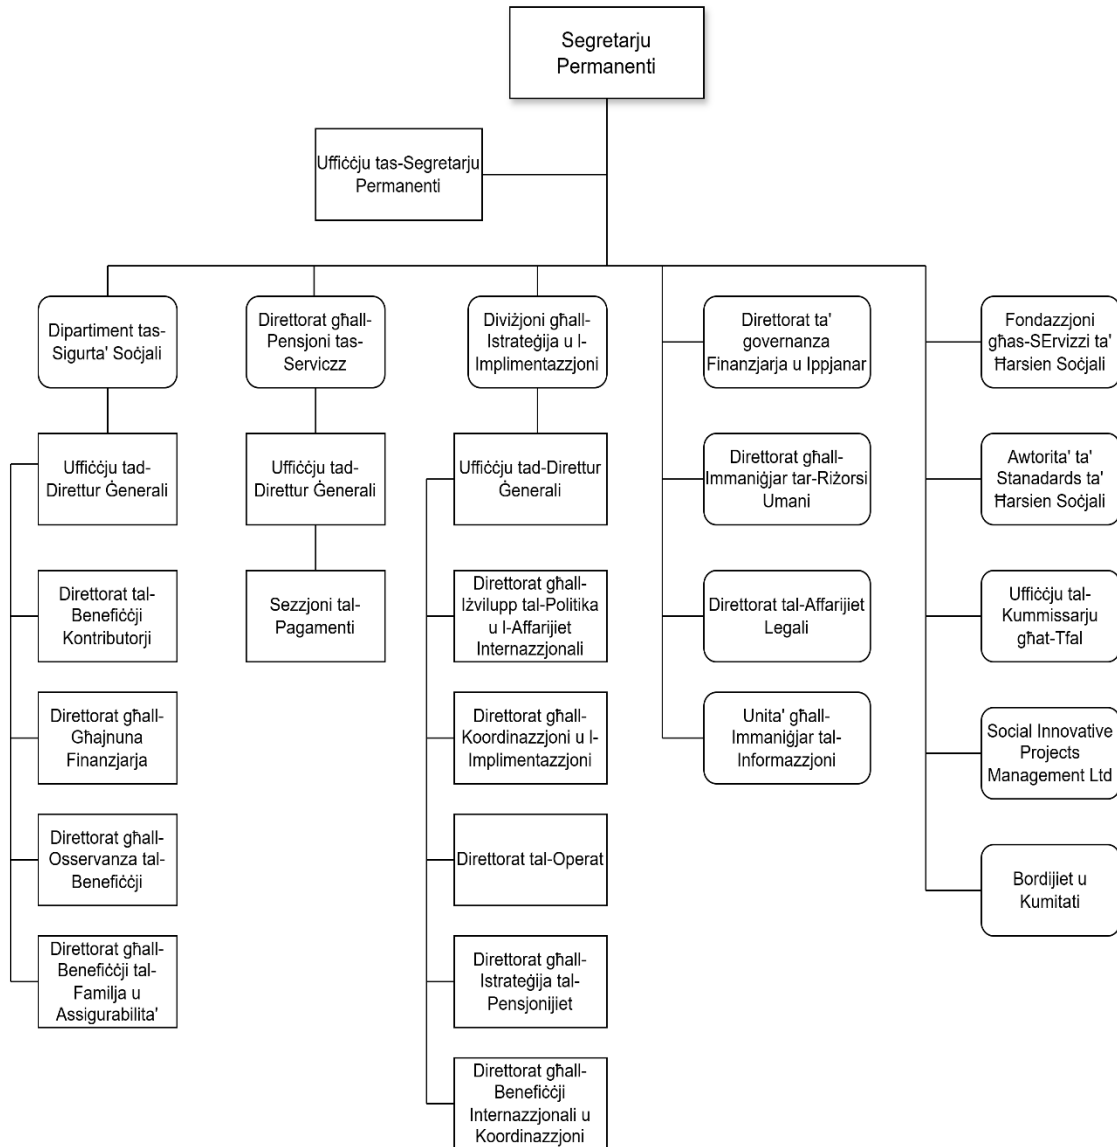 Segretarju
Permanenti
Uffiċċju tas-Segretarju
Permanenti
Dipartiment tas-
Sigurta' Soċjali
Direttorat għall-
Pensjoni tas-
Serviczz
Diviżjoni għall-
Istrateġija u l-
Implimentazzjoni
Direttorat ta'
governanza
Finanzjarja u Ippjanar
Fondazzjoni
għas-SErvizzi ta'
Ħarsien Soċjali
Uffiċċju tad-
Direttur Ġenerali
Uffiċċju tad-
Direttur Ġenerali
Uffiċċju tad-Direttur
Ġenerali
Direttorat għall-
Immaniġjar tar-Riżorsi
Umani
Awtorita' ta'
Stanadards ta'
Ħarsien Soċjali
Direttorat tal-
Benefiċċji
Kontributorji
Sezzjoni tal-
Pagamenti
Direttorat għall-
Iżvilupp tal-Politika
u l-Affarijiet
Internazzjonali
Direttorat tal-Affarijiet
Legali
Uffiċċju tal-
Kummissarju
għat-Tfal
Direttorat għall-
Għajnuna
Finanzjarja
Direttorat għall-
Koordinazzjoni u l-
Implimentazzjoni
Unita' għall-
Immaniġjar tal-
Informazzjoni
Social Innovative
Projects
Management Ltd
Direttorat għall-
Osservanza tal-
Benefiċċji
Direttorat tal-Operat
Bordijiet u
Kumitati
Direttorat għall-
Benefiċċji tal-
Familja u
Assigurabilita'
Direttorat għall-
Istrateġija tal-
Pensjonijiet
Direttorat għall-
Benefiċċji
Internazzjonali u
Koordinazzjoni